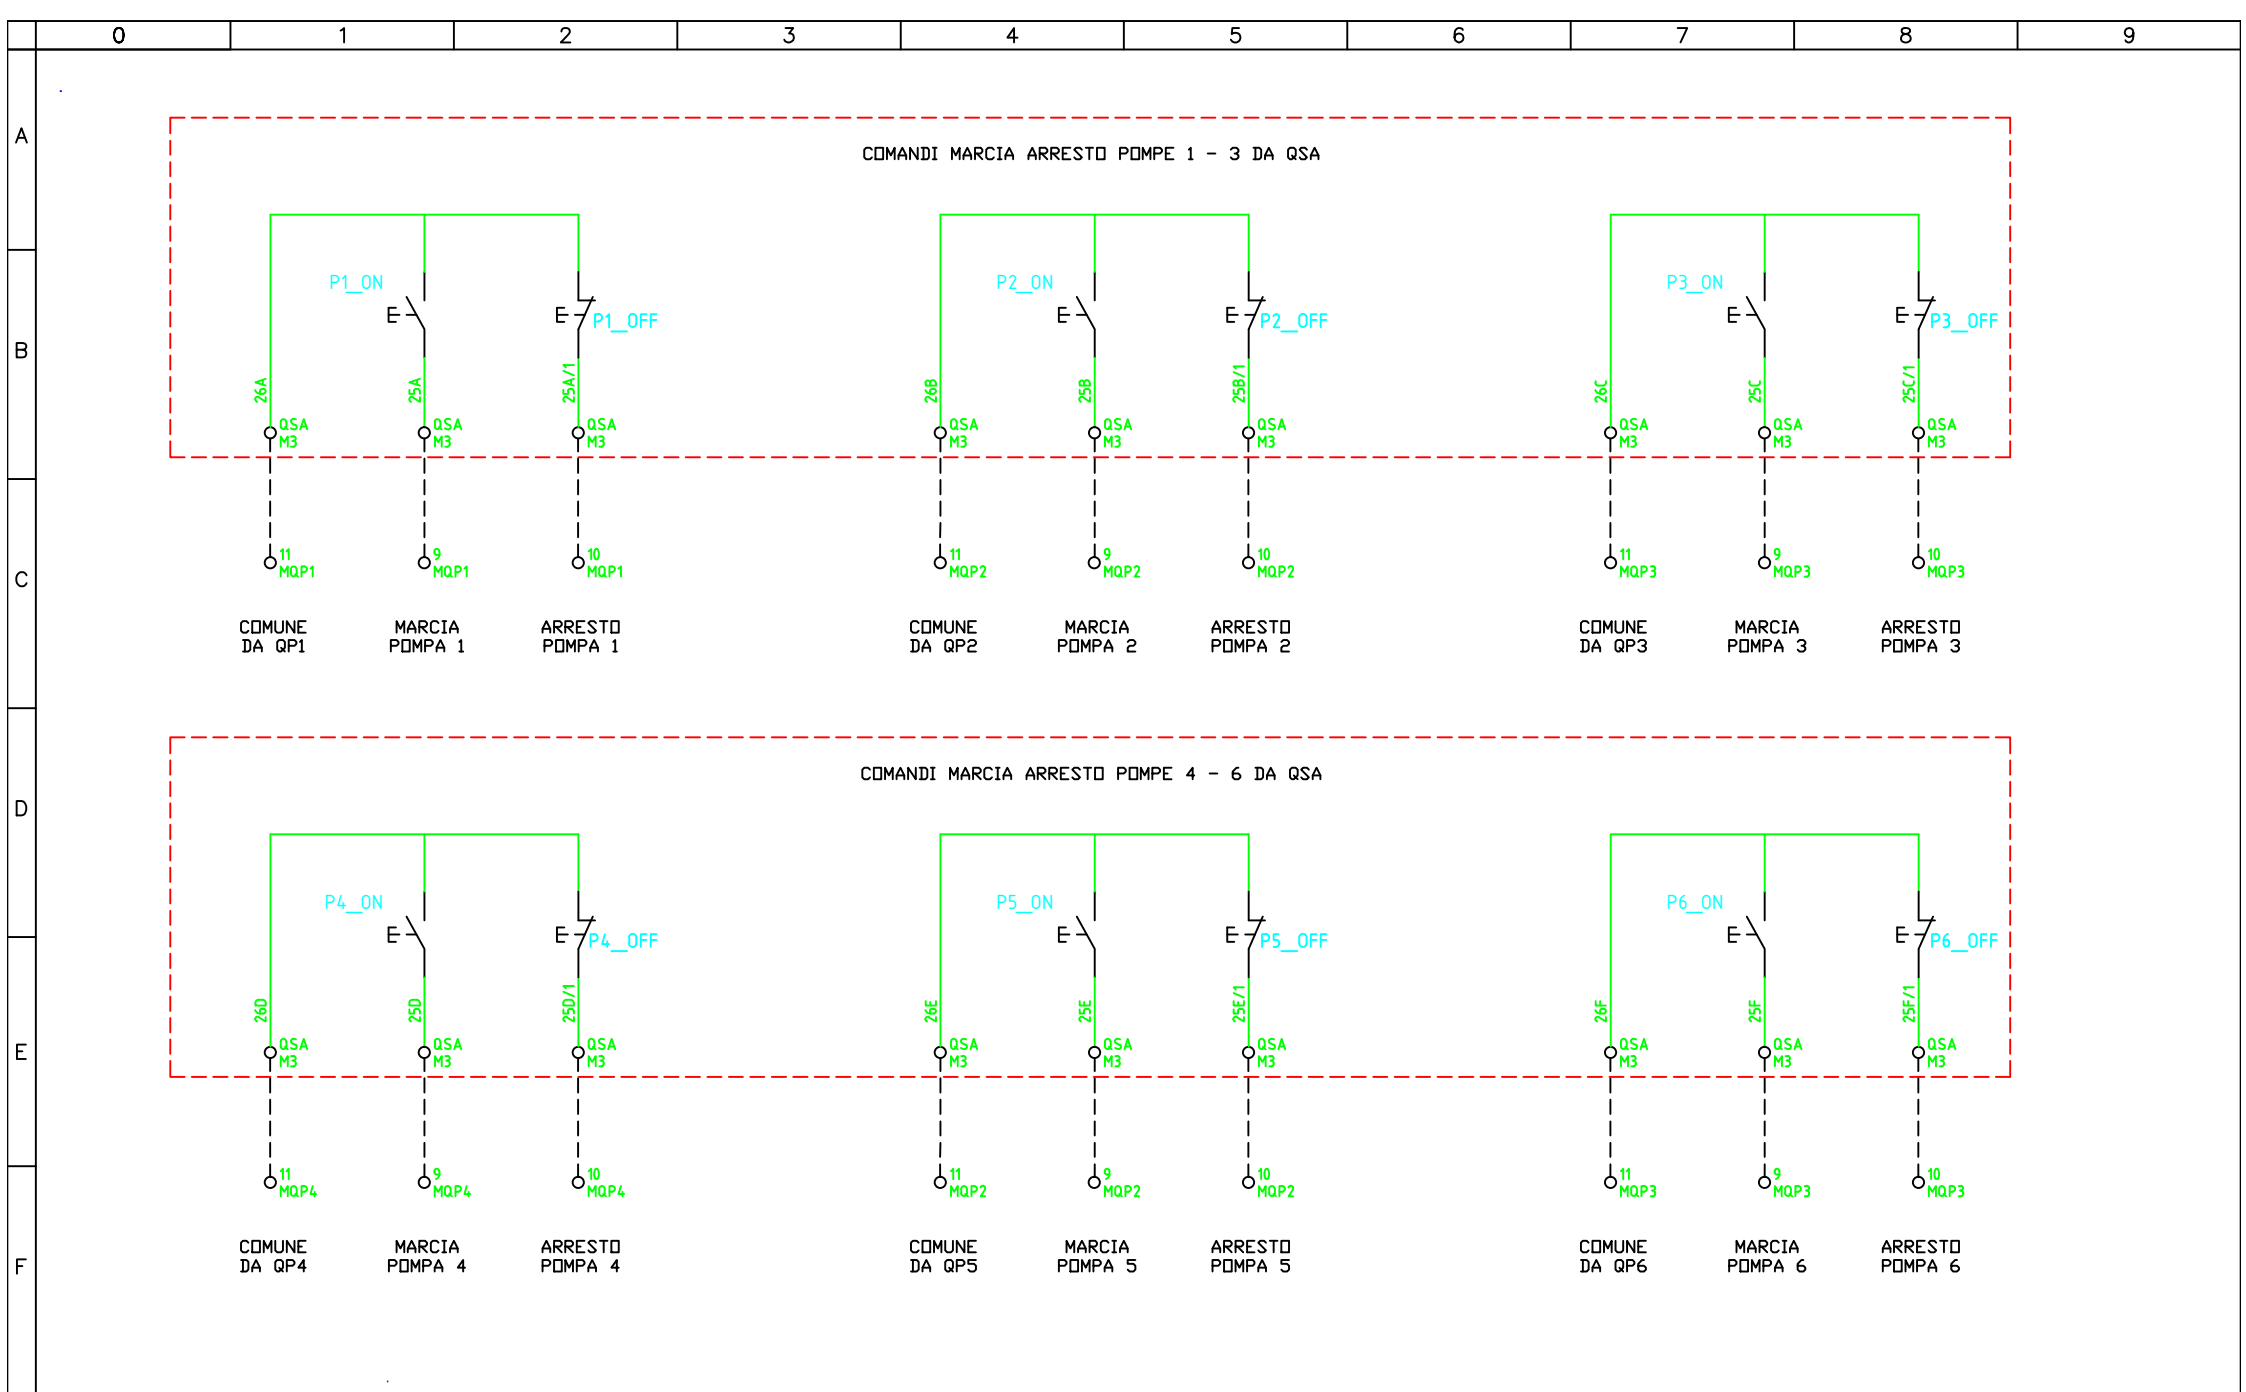 0 1 2 3 4 5 6 7 8 9
A
COMANDI MARCIA ARRESTO POMPE 1 - 3 DA QSA
P1_ON
P1_OFF
P2_ON
P2_OFF
P3_ON
P3_OFF
B
26A
25A
25A/1
26B
25B
25B/1
26C
25C
25C/1
QSA QSA QSA QSA QSA QSA QSA QSA QSA
M3 M3 M3 M3 M3 M3 M3 M3 M3
11 9 10 11 9 10 11 9 10
MQP1 MQP1 MQP1 MQP2 MQP2 MQP2 MQP3 MQP3 MQP3
C
COMUNE MARCIA ARRESTO COMUNE MARCIA ARRESTO COMUNE MARCIA ARRESTO
DA QP1 POMPA 1 POMPA 1 DA QP2 POMPA 2 POMPA 2 DA QP3 POMPA 3 POMPA 3
COMANDI MARCIA ARRESTO POMPE 4 - 6 DA QSA
D
P4_ON
P4_OFF
P5_ON
P5_OFF
P6_ON
P6_OFF
26D
25D
25D/1
26E
25E
25E/1
26F
25F
25F/1
E
QSA QSA QSA QSA QSA QSA QSA QSA QSA
M3 M3 M3 M3 M3 M3 M3 M3 M3
11 9 10 11 9 10 11 9 10
MQP4 MQP4 MQP4 MQP2 MQP2 MQP2 MQP3 MQP3 MQP3
COMUNE MARCIA ARRESTO COMUNE MARCIA ARRESTO COMUNE MARCIA ARRESTO
DA QP4 POMPA 4 POMPA 4 DA QP5 POMPA 5 POMPA 5 DA QP6 POMPA 6 POMPA 6
F